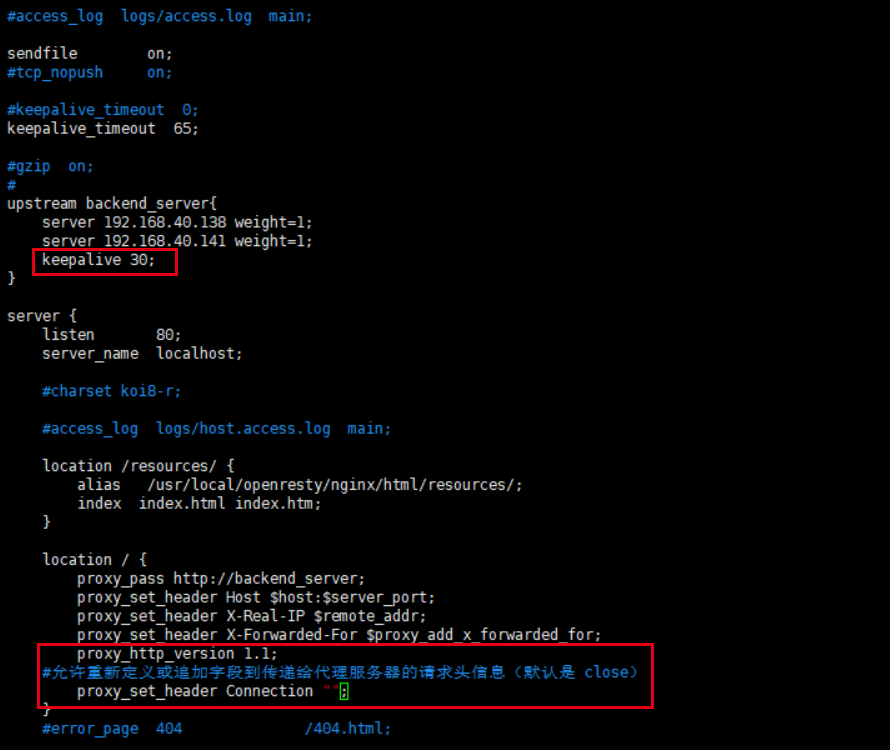 #access_log  logs/access.log  main;
sendfile        on;
#tcp_nopush     on;
#keepalive_timeout  0;
keepalive_timeout  65;
#gzip  on;
#
upstream backend_server{
    server 192.168.40.138 weight=1;
    server 192.168.40.141 weight=1;
    keepalive 30;
}
server {
    listen       80;
    server_name  localhost;
    #charset koi8-r;
    #access_log  logs/host.access.log  main;
    location /resources/ {
        alias   /usr/local/openresty/nginx/html/resources/;
        index  index.html index.htm;
    }
    location / {
        proxy_pass http://backend_server;
        proxy_set_header Host $host:$server_port;
        proxy_set_header X-Real-IP $remote_addr;
        proxy_set_header X-Forwarded-For $proxy_add_x_forwarded_for;
        proxy_http_version 1.1;
    #允许重新定义或追加字段到传递给代理服务器的请求头信息（默认是 close）
        proxy_set_header Connection "";
    }
    #error_page  404              /404.html;